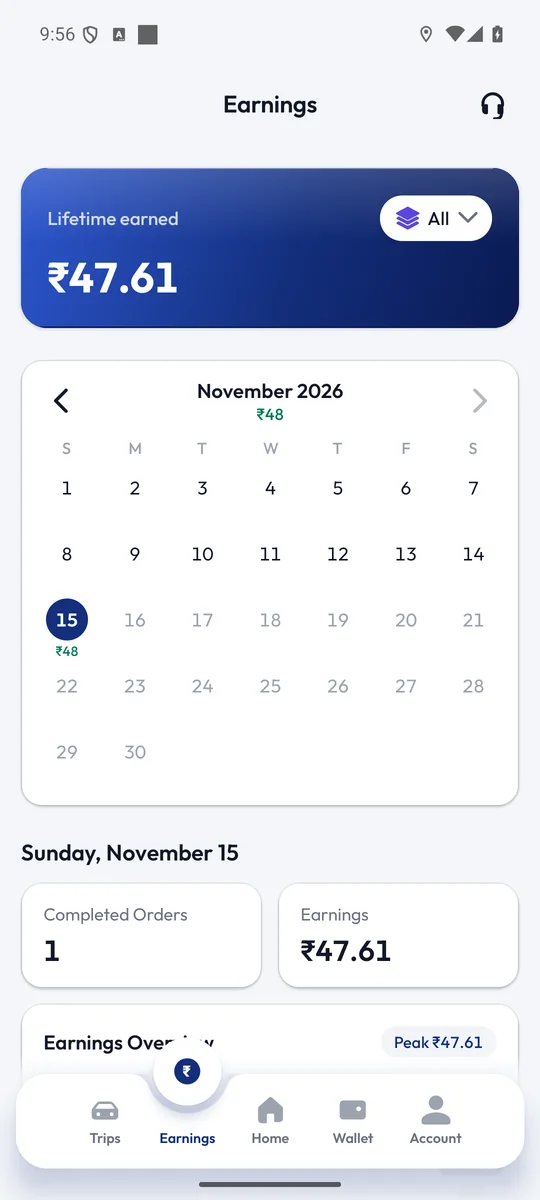 9:56
Earnings
Lifetime earned
All
₹47.61
November 2026
₹48
S M T W T F S
1 2 3 4 5 6 7
8 9 10 11 12 13 14
15 16 17 18 19 20 21
₹48
22 23 24 25 26 27 28
29 30
Sunday, November 15
Completed Orders
1
Earnings
₹47.61
Earnings
Peak ₹47.61
₹
Trips
Earnings
Home
Wallet
Account